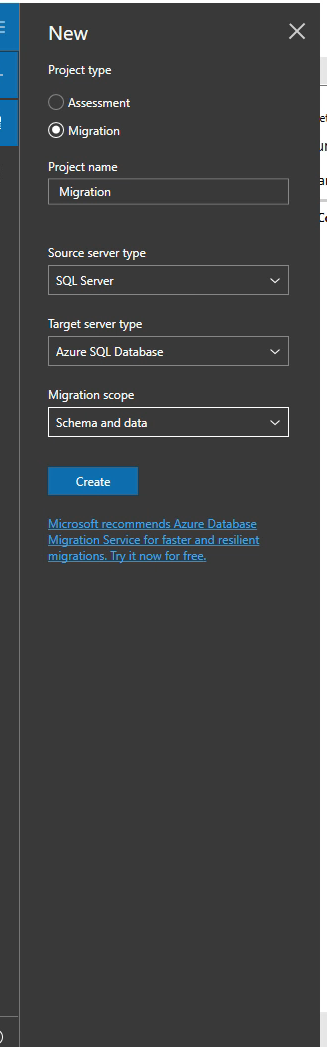 New
Project type
Assessment
Migration
Project name
Migration
Source server type
SQL Server
Target server type
Azure SQL Database
Migration scope
Schema and data
Create
Microsoft recommends Azure Database
Migration Service for faster and resilient
migrations. Try it now for free.